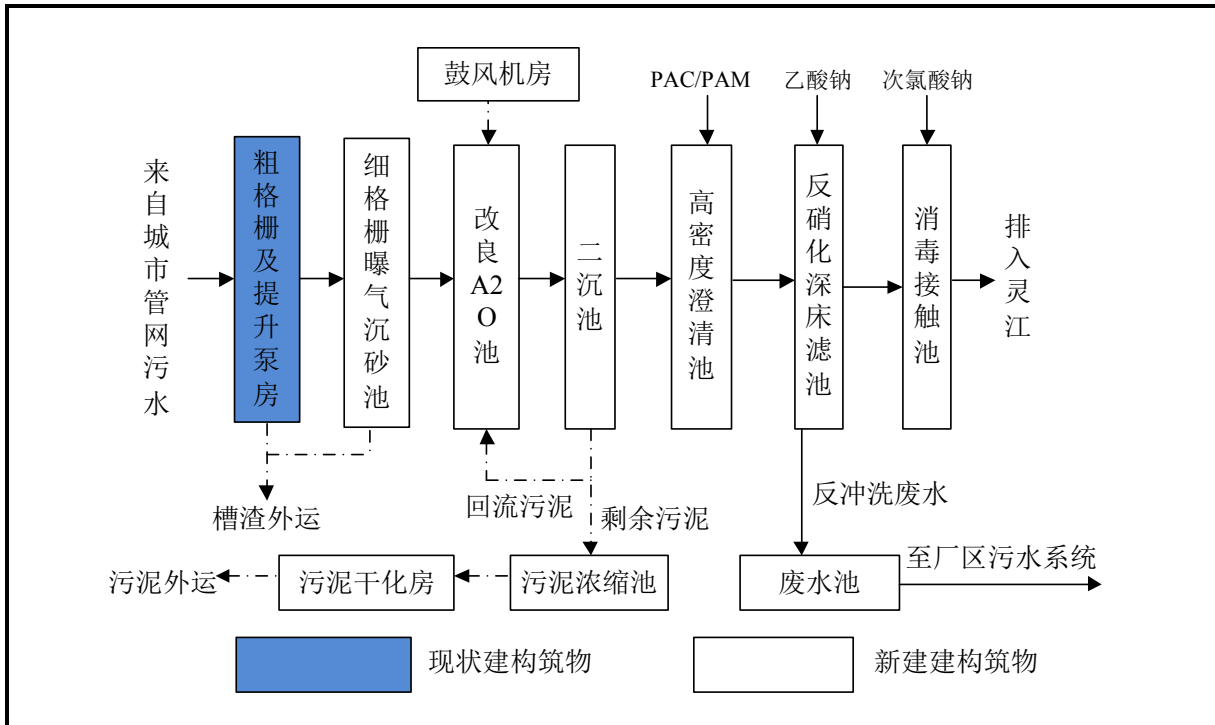 鼓风机房
PAC/PAM
乙酸钠
次氯酸钠
来自城市管网污水
粗格栅及提升泵房
细格栅曝气沉砂池
改良A2O池
二沉池
高密度澄清池
反硝化深床滤池
消毒接触池
排入灵江
回流污泥
剩余污泥
反冲洗废水
槽渣外运
污泥外运
污泥干化房
污泥浓缩池
废水池
至厂区污水系统
现状建构筑物
新建建构筑物